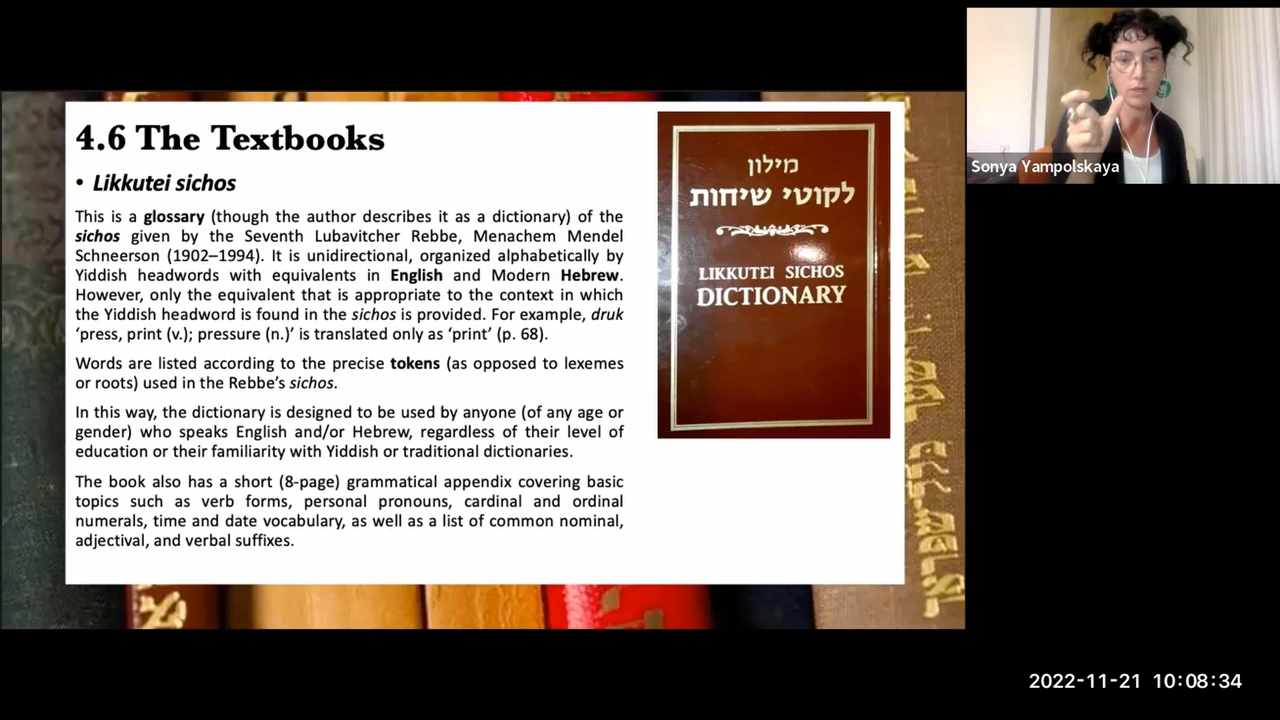 4.6 The Textbooks
• Likkutei sichos
This is a glossary (though the author describes it as a dictionary) of the
sichos given by the Seventh Lubavitcher Rebbe, Menachem Mendel
Schneerson (1902–1994). It is unidirectional, organized alphabetically by
Yiddish headwords with equivalents in English and Modern Hebrew.
However, only the equivalent that is appropriate to the context in which
the Yiddish headword is found in the sichos is provided. For example, druk
‘press, print (v.); pressure (n.)’ is translated only as ‘print’ (p. 68).
Words are listed according to the precise tokens (as opposed to lexemes
or roots) used in the Rebbe’s sichos.
In this way, the dictionary is designed to be used by anyone (of any age or
gender) who speaks English and/or Hebrew, regardless of their level of
education or their familiarity with Yiddish or traditional dictionaries.
The book also has a short (8-page) grammatical appendix covering basic
topics such as verb forms, personal pronouns, cardinal and ordinal
numerals, time and date vocabulary, as well as a list of common nominal,
adjectival, and verbal suffixes.
מילון
לקוטי שיחות
LIKKUTEI SICHOS
DICTIONARY
Sonya Yampolskaya
2022-11-21 10:08:34